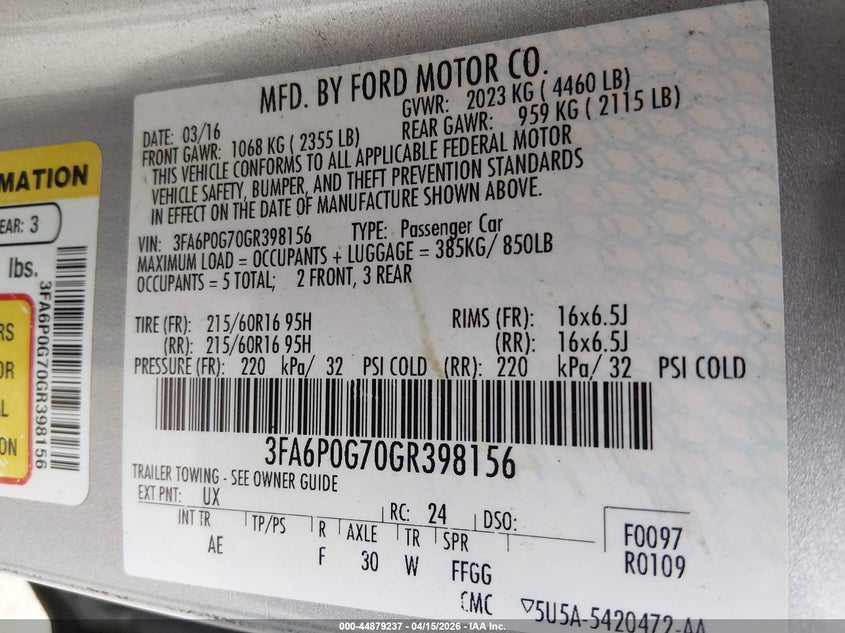 MFD. BY FORD MOTOR CO.
DATE: 03/16 GVWR: 2023 KG ( 4460 LB)
FRONT GAWR: 1068 KG ( 2355 LB) REAR GAWR: 959 KG ( 2115 LB)
THIS VEHICLE CONFORMS TO ALL APPLICABLE FEDERAL MOTOR
VEHICLE SAFETY, BUMPER, AND THEFT PREVENTION STANDARDS
IN EFFECT ON THE DATE OF MANUFACTURE SHOWN ABOVE.
VIN: 3FA6P0G70GR398156 TYPE: Passenger Car
MAXIMUM LOAD = OCCUPANTS + LUGGAGE = 385KG/ 850LB
OCCUPANTS = 5 TOTAL; 2 FRONT, 3 REAR
TIRE (FR): 215/60R16 95H RIMS (FR): 16x6.5J
(RR): 215/60R16 95H (RR): 16x6.5J
PRESSURE (FR): 220 kPa/ 32 PSI COLD (RR): 220 kPa/ 32 PSI COLD
3FA6P0G70GR398156
TRAILER TOWING - SEE OWNER GUIDE
EXT PNT: UX RC: 24 DSO:
INT TR TP/PS R AXLE TR SPR F0097
AE F 30 W FFGG R0109
CMC ▽5U5A-5420472-AA
MATION
EAR: 3
lbs.
3FA6P0G70GR398156
RS
OR
AL
ON
000-44879237 - 04/15/2026 - IAA Inc.